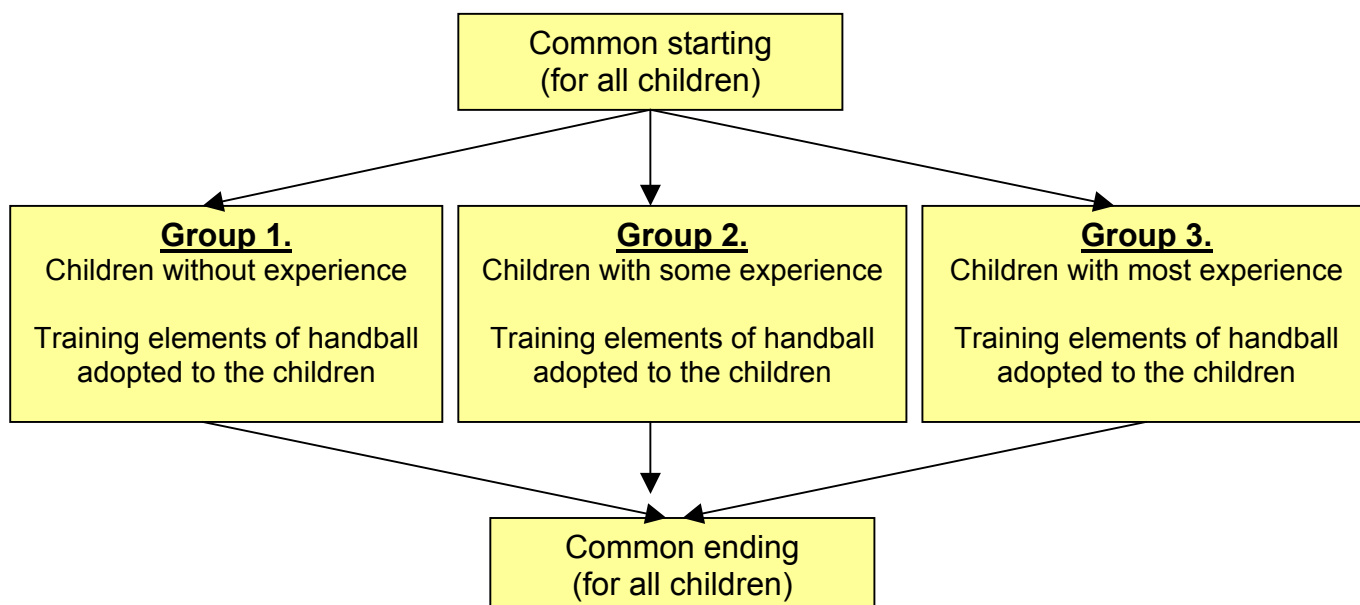 Common starting
(for all children)
Group 1.
Children without experience
Training elements of handball
adopted to the children
Group 2.
Children with some experience
Training elements of handball
adopted to the children
Group 3.
Children with most experience
Training elements of handball
adopted to the children
Common ending
(for all children)